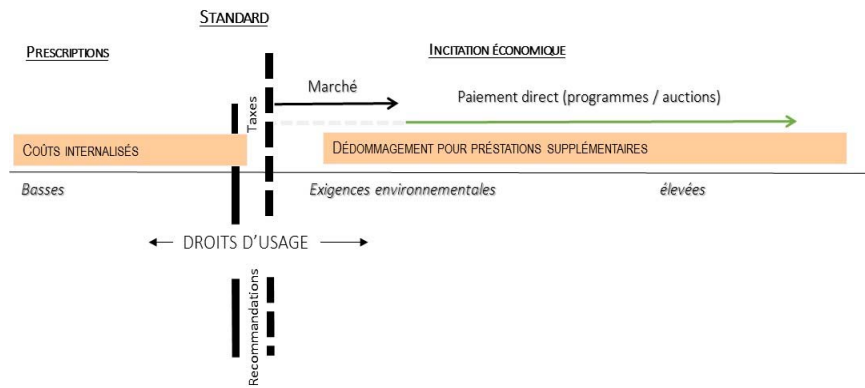 STANDARD
PRESCRIPTIONS
INCITATION ÉCONOMIQUE
Marché
Paiement direct (programmes / auctions)
Taxes
COÛTS INTERNALISÉS
DÉDOMMAGEMENT POUR PRÉSTATIONS SUPPLÉMENTAIRES
Basses
Exigences environnementales
élevées
DROITS D'USAGE
Recommandations